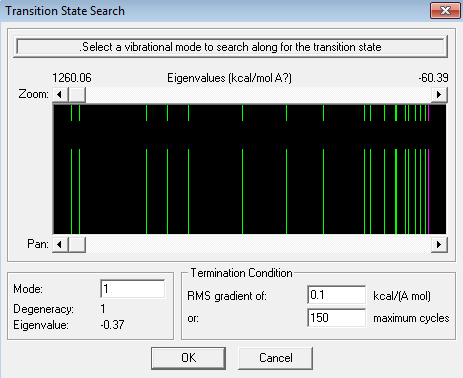 Transition State Search
.Select a vibrational mode to search along for the transition state
1260.06 Eigenvalues (kcal/mol A?) -60.39
Zoom:
Pan:
Mode: 1
Degeneracy: 1
Eigenvalue: -0.37
Termination Condition
RMS gradient of: 0.1 kcal/(A mol)
or: 150 maximum cycles
OK Cancel